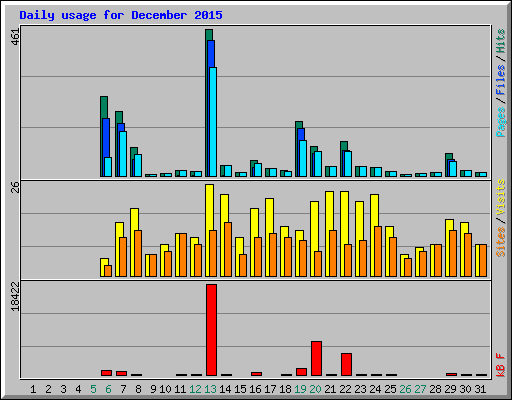 Daily usage for December 2015
461
Pages / Files / Hits
26
Sites / Visits
18422
kB F
1 2 3 4 5 6 7 8 9 10 11 12 13 14 15 16 17 18 19 20 21 22 23 24 25 26 27 28 29 30 31